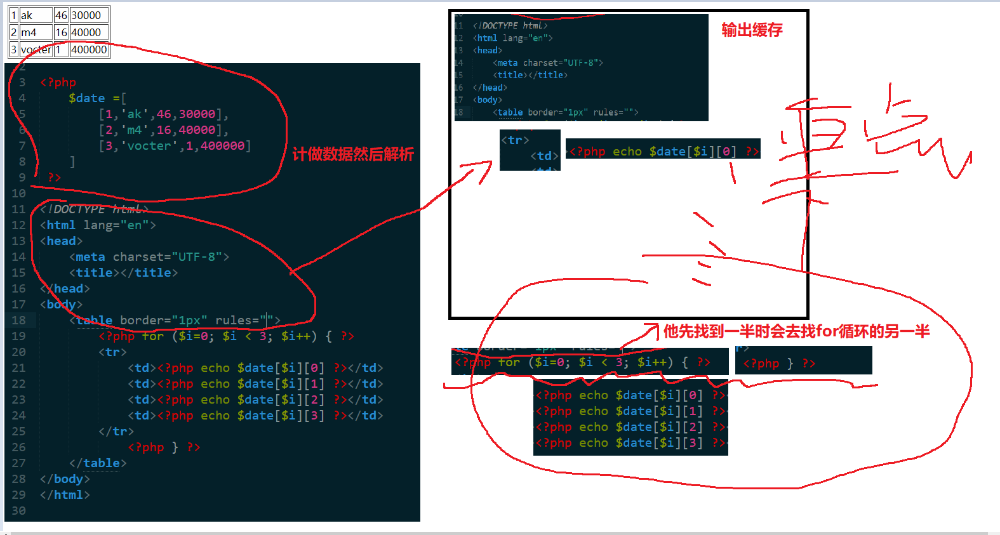 1 ak 46 30000
2 m4 16 40000
3 vocter 1 400000
2
3 <?php
4 $date =[
5 [1,'ak',46,30000],
6 [2,'m4',16,40000],
7 [3,'vocter',1,400000]
8 ]
9 ?>
10
11 <!DOCTYPE html>
12 <html lang="en">
13 <head>
14 <meta charset="UTF-8">
15 <title></title>
16 </head>
17 <body>
18 <table border="1px" rules="">
19 <?php for ($i=0; $i < 3; $i++) { ?>
20 <tr>
21 <td><?php echo $date[$i][0] ?></td>
22 <td><?php echo $date[$i][1] ?></td>
23 <td><?php echo $date[$i][2] ?></td>
24 <td><?php echo $date[$i][3] ?></td>
25 </tr>
26 <?php } ?>
27 </table>
28 </body>
29 </html>
30
计做数据然后解析
输出缓存
11 <!DOCTYPE html>
12 <html lang="en">
13 <head>
14 <meta charset="UTF-8">
15 <title></title>
16 </head>
17 <body>
18 <table border="1px" rules="">
<tr>
<td>
<?php echo $date[$i][0] ?>
重点
他先找到一半时会去找for循环的另一半
<?php for ($i=0; $i < 3; $i++) { ?>
<?php } ?>
<?php echo $date[$i][0] ?>
<?php echo $date[$i][1] ?>
<?php echo $date[$i][2] ?>
<?php echo $date[$i][3] ?>